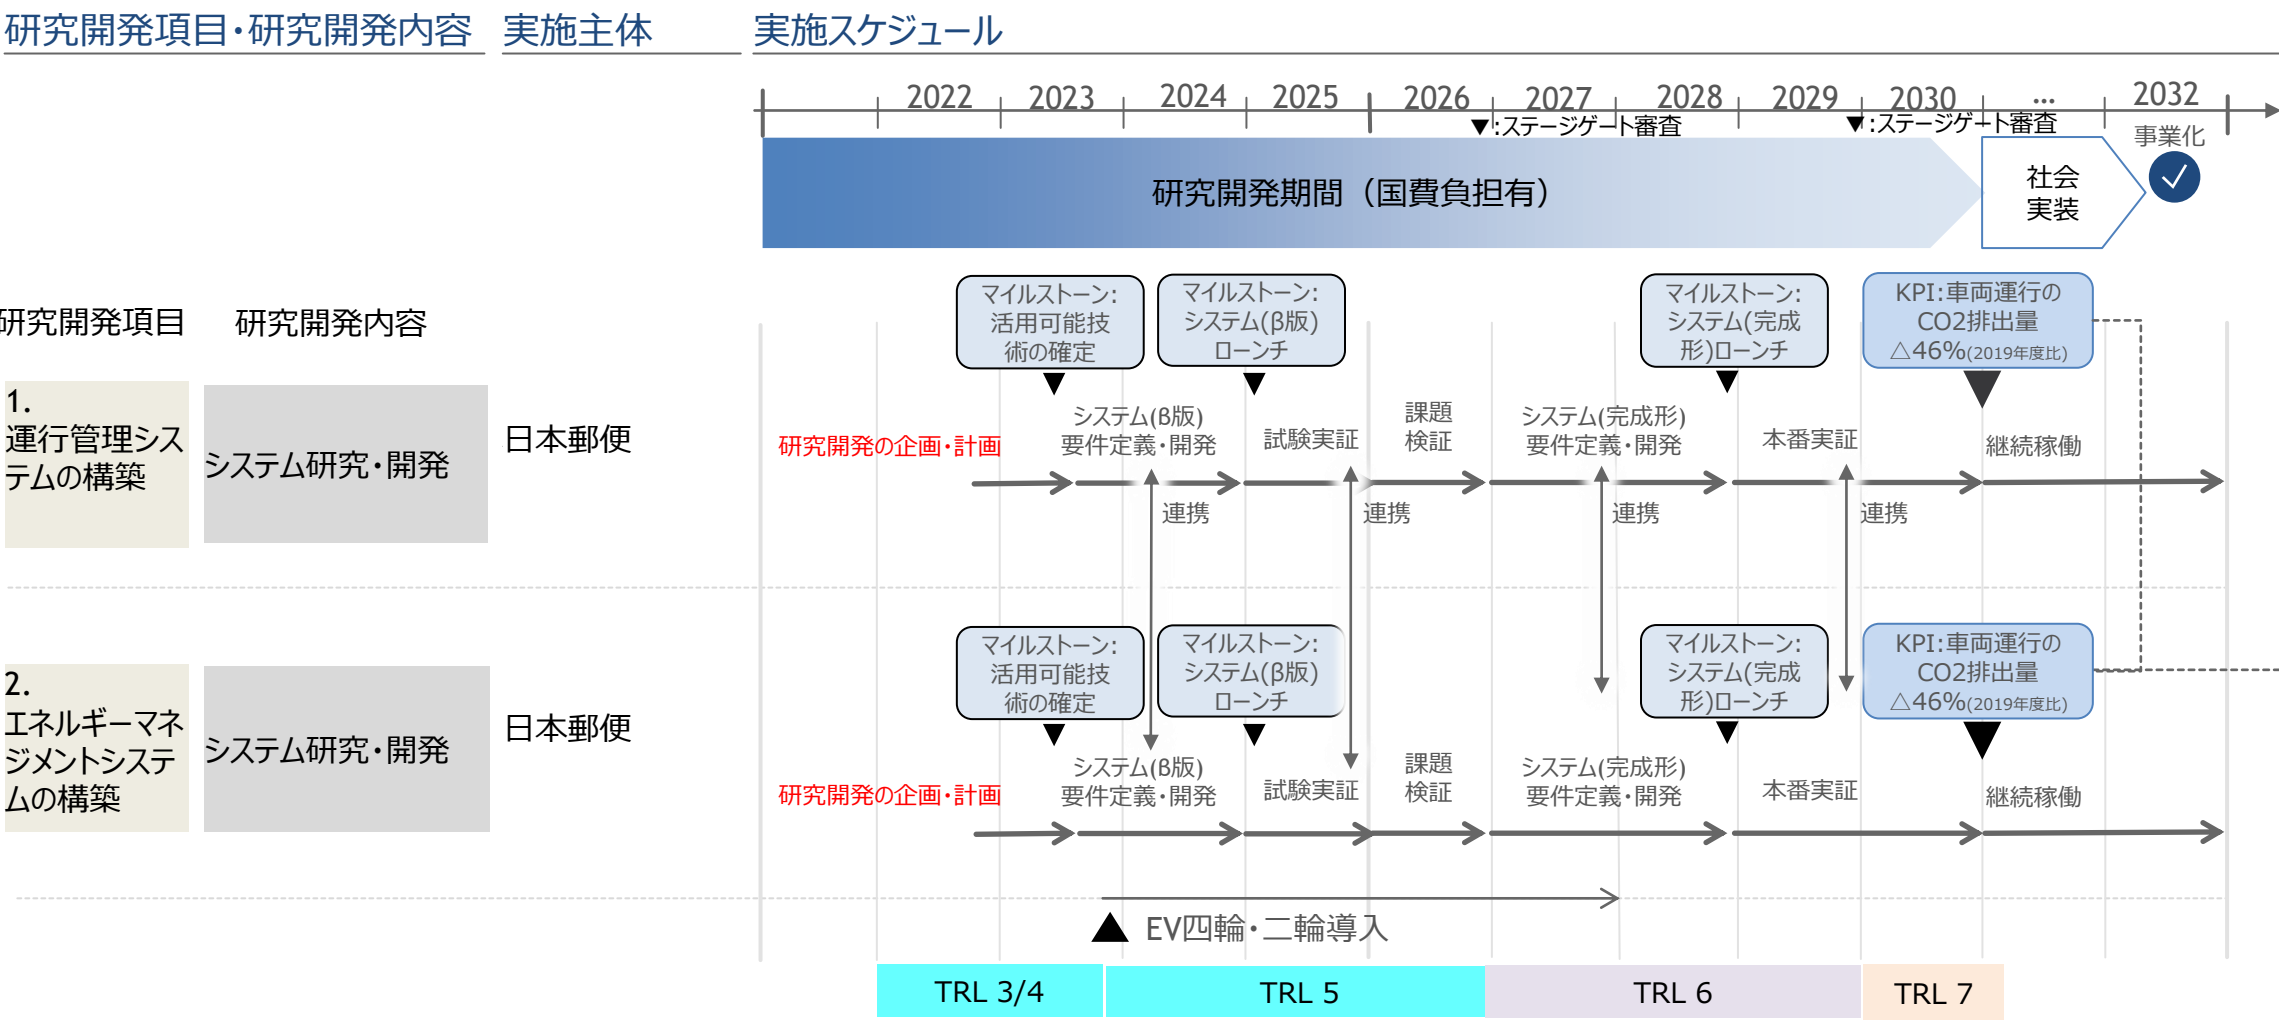 研究開発項目・研究開発内容
実施主体
実施スケジュール
2022
2023
2024
2025
2026
2027
2028
2029
2030
...
2032
▼:ステージゲート審査
▼:ステージゲート審査
事業化
研究開発期間（国費負担有）
社会
実装
研究開発項目
研究開発内容
マイルストーン:
活用可能技
術の確定
マイルストーン:
システム(β版)
ローンチ
マイルストーン:
システム(完成
形)ローンチ
KPI:車両運行の
CO2排出量
△46%(2019年度比)
1.
運行管理シス
テムの構築
システム研究・開発
日本郵便
研究開発の企画・計画
システム(β版)
要件定義・開発
試験実証
課題
検証
システム(完成形)
要件定義・開発
本番実証
継続稼働
連携
連携
連携
連携
マイルストーン:
活用可能技
術の確定
マイルストーン:
システム(β版)
ローンチ
マイルストーン:
システム(完成
形)ローンチ
KPI:車両運行の
CO2排出量
△46%(2019年度比)
2.
エネルギーマネ
ジメントシステ
ムの構築
システム研究・開発
日本郵便
研究開発の企画・計画
システム(β版)
要件定義・開発
試験実証
課題
検証
システム(完成形)
要件定義・開発
本番実証
継続稼働
▲ EV四輪・二輪導入
TRL 3/4
TRL 5
TRL 6
TRL 7